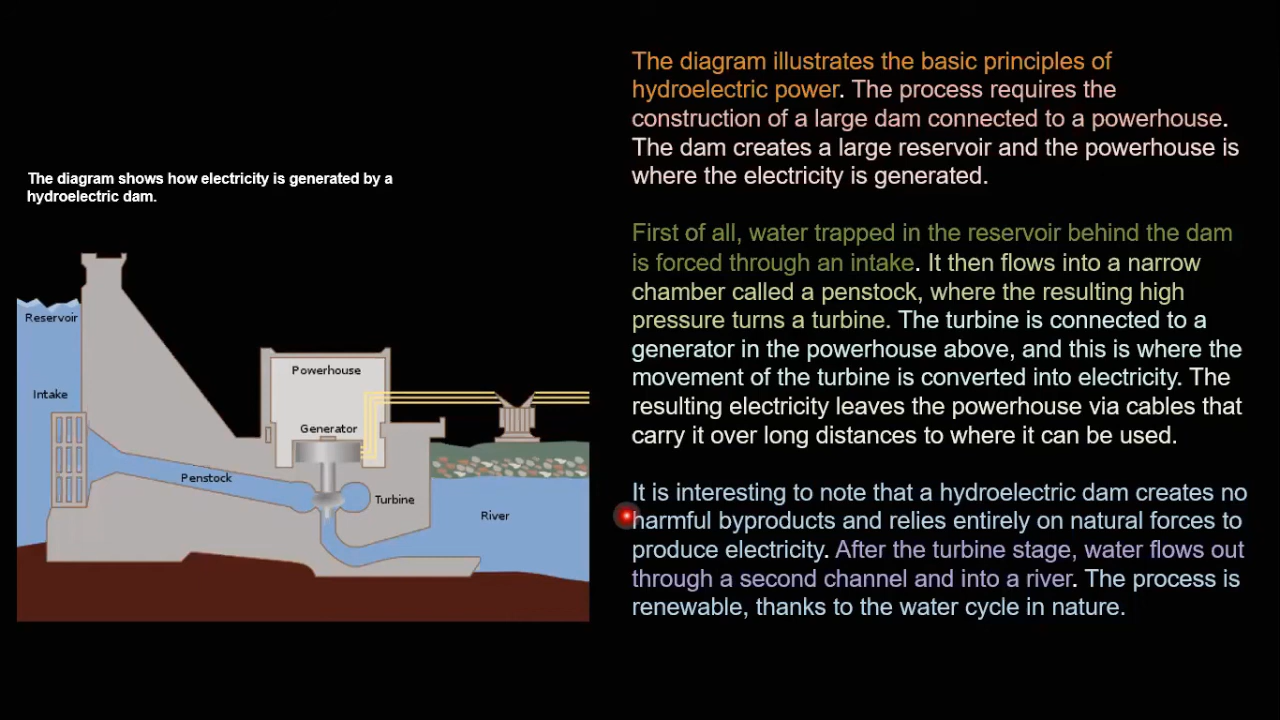 The diagram shows how electricity is generated by a
hydroelectric dam.
Reservoir
Intake
Penstock
Powerhouse
Generator
Turbine
River
The diagram illustrates the basic principles of
hydroelectric power. The process requires the
construction of a large dam connected to a powerhouse.
The dam creates a large reservoir and the powerhouse is
where the electricity is generated.
First of all, water trapped in the reservoir behind the dam
is forced through an intake. It then flows into a narrow
chamber called a penstock, where the resulting high
pressure turns a turbine. The turbine is connected to a
generator in the powerhouse above, and this is where the
movement of the turbine is converted into electricity. The
resulting electricity leaves the powerhouse via cables that
carry it over long distances to where it can be used.
It is interesting to note that a hydroelectric dam creates no
harmful byproducts and relies entirely on natural forces to
produce electricity. After the turbine stage, water flows out
through a second channel and into a river. The process is
renewable, thanks to the water cycle in nature.